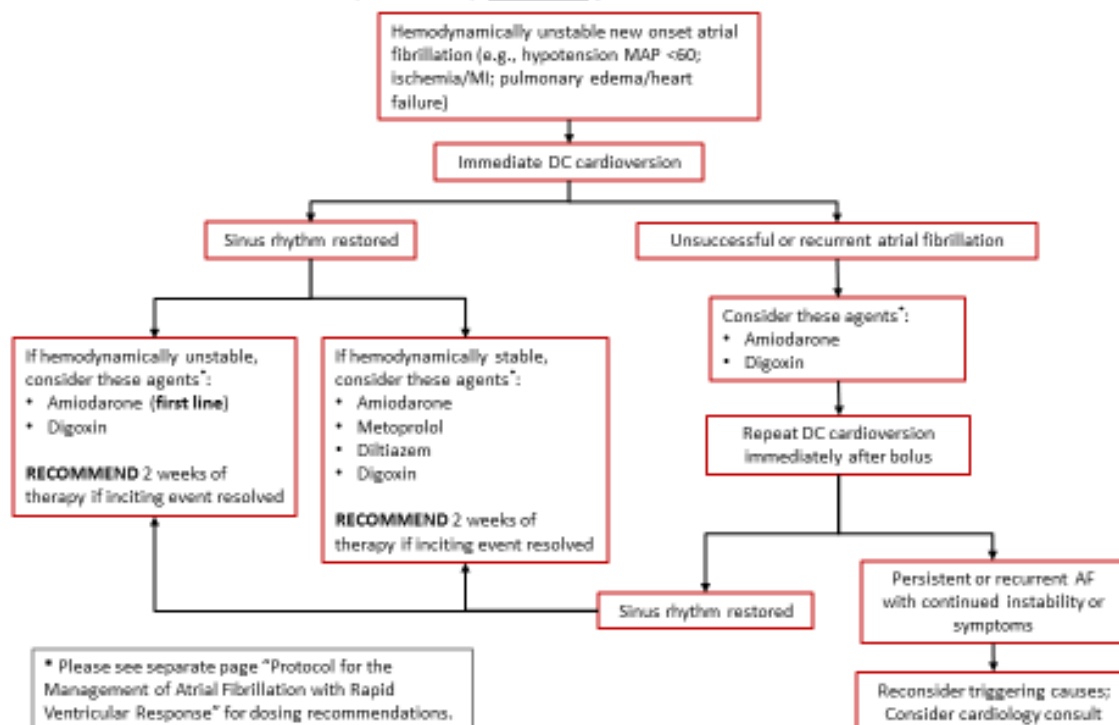 Hemodynamically unstable new onset atrial
fibrillation (e.g., hypotension MAP <60;
ischemia/MI; pulmonary edema/heart
failure)
Immediate DC cardioversion
Sinus rhythm restored
Unsuccessful or recurrent atrial fibrillation
If hemodynamically unstable,
consider these agents*:
• Amiodarone (first line)
• Digoxin
RECOMMEND 2 weeks of
therapy if inciting event resolved
If hemodynamically stable,
consider these agents*:
• Amiodarone
• Metoprolol
• Diltiazem
• Digoxin
RECOMMEND 2 weeks of
therapy if inciting event resolved
Consider these agents*:
• Amiodarone
• Digoxin
Repeat DC cardioversion
immediately after bolus
Sinus rhythm restored
Persistent or recurrent AF
with continued instability or
symptoms
Reconsider triggering causes;
Consider cardiology consult
* Please see separate page "Protocol for the
Management of Atrial Fibrillation with Rapid
Ventricular Response" for dosing recommendations.